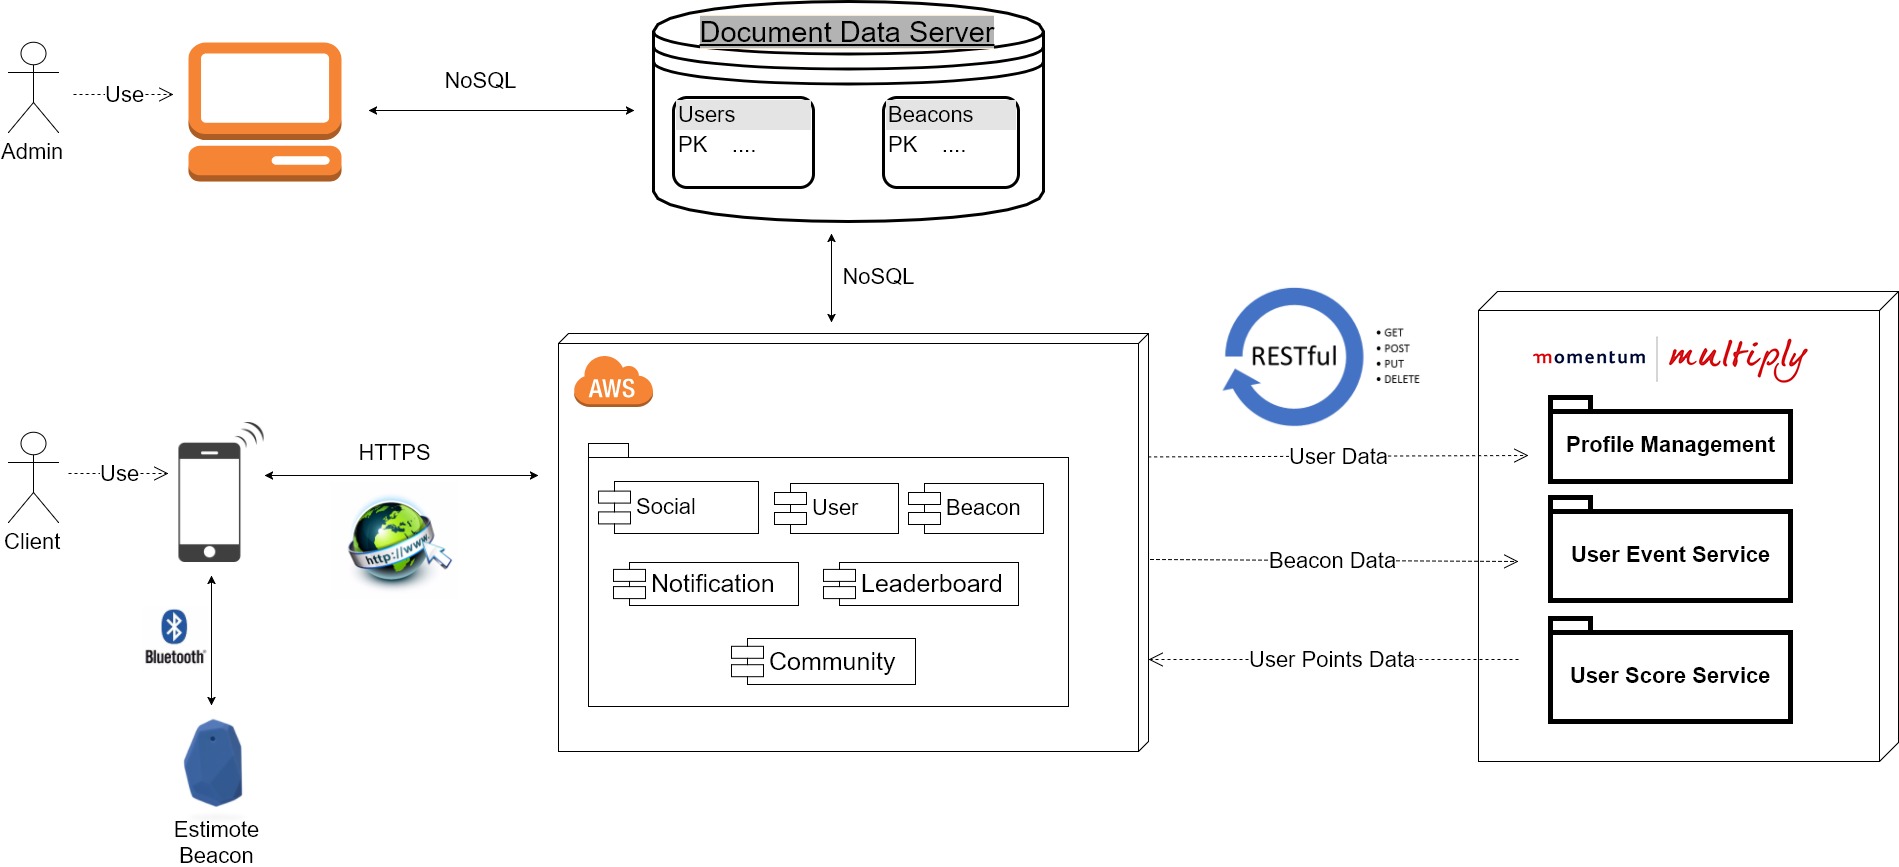 Document Data Server
Users
PK ....
Beacons
PK ....
Use
Admin
NoSQL
NoSQL
AWS
Social
User
Beacon
Notification
Leaderboard
Community
RESTful
• GET
• POST
• PUT
• DELETE
momentum
multiply
Profile Management
User Event Service
User Score Service
User Data
Beacon Data
User Points Data
Use
Client
HTTPS
http://www.
Bluetooth®
Estimote
Beacon